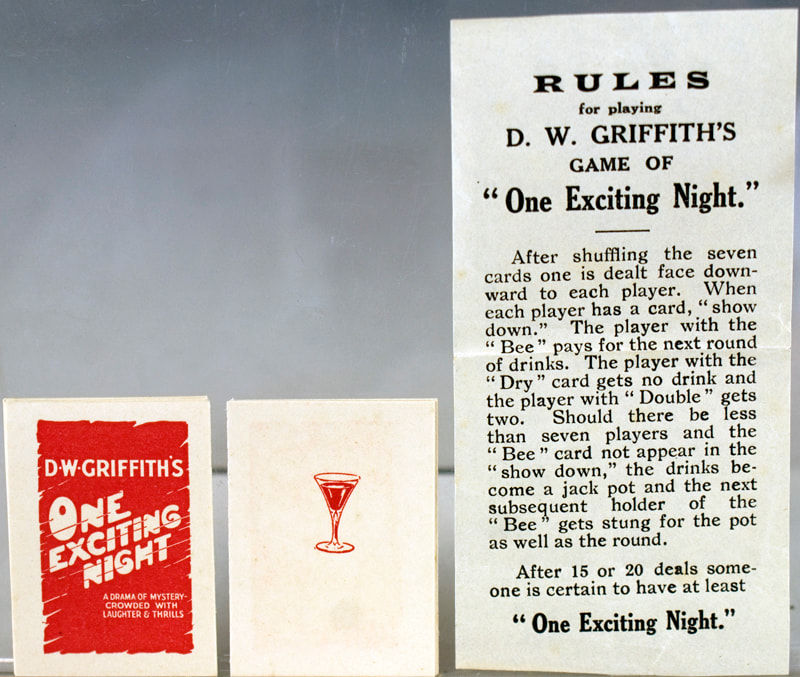 D·W·GRIFFITH'S
ONE
EXCITING
NIGHT
A DRAMA OF MYSTERY-
CROWDED WITH
LAUGHTER & THRILLS
RULES
for playing
D. W. GRIFFITH'S
GAME OF
"One Exciting Night."
After shuffling the seven
cards one is dealt face down-
ward to each player. When
each player has a card, "show
down." The player with the
"Bee" pays for the next round
of drinks. The player with the
"Dry" card gets no drink and
the player with "Double" gets
two. Should there be less
than seven players and the
"Bee" card not appear in the
"show down," the drinks be-
come a jack pot and the next
subsequent holder of the
"Bee" gets stung for the pot
as well as the round.
After 15 or 20 deals some-
one is certain to have at least
"One Exciting Night."